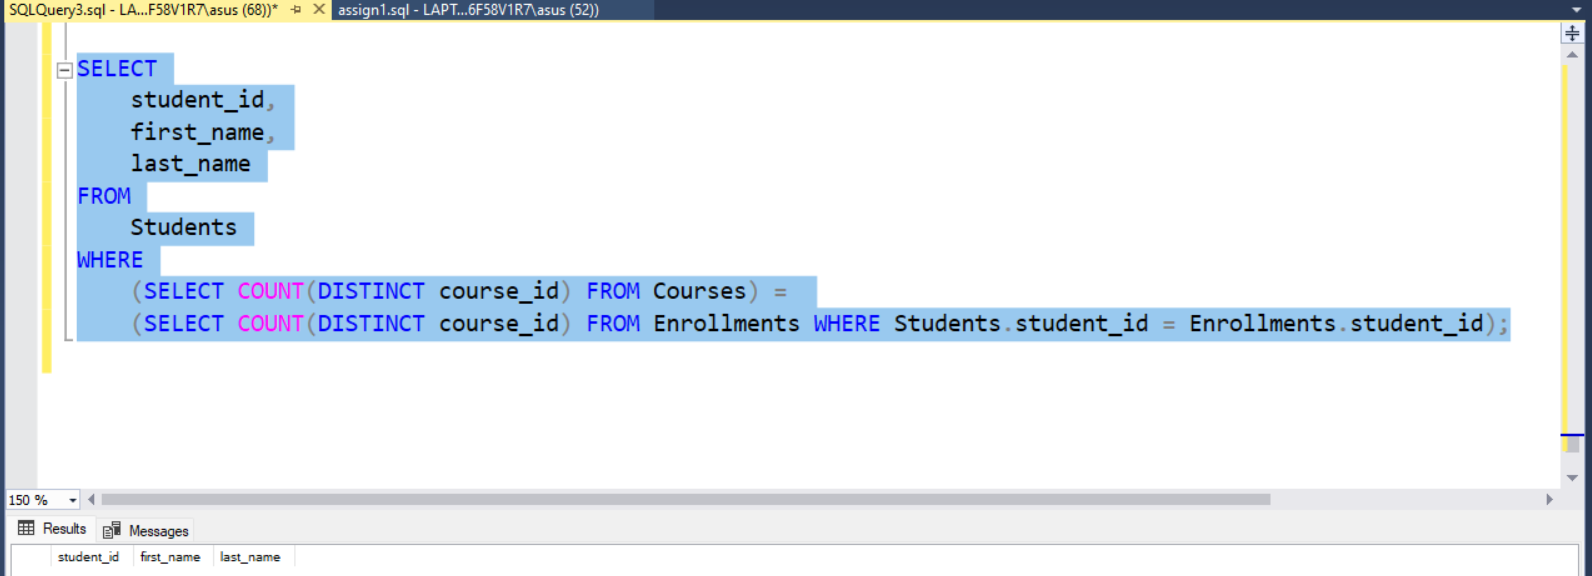 SQLQuery3.sql - LA...F58V1R7\asus (68))* assign1.sql - LAPT...6F58V1R7\asus (52))
SELECT
student_id,
first_name,
last_name
FROM
Students
WHERE
(SELECT COUNT(DISTINCT course_id) FROM Courses) =
(SELECT COUNT(DISTINCT course_id) FROM Enrollments WHERE Students.student_id = Enrollments.student_id);
150 %
Results Messages
student_id first_name last_name